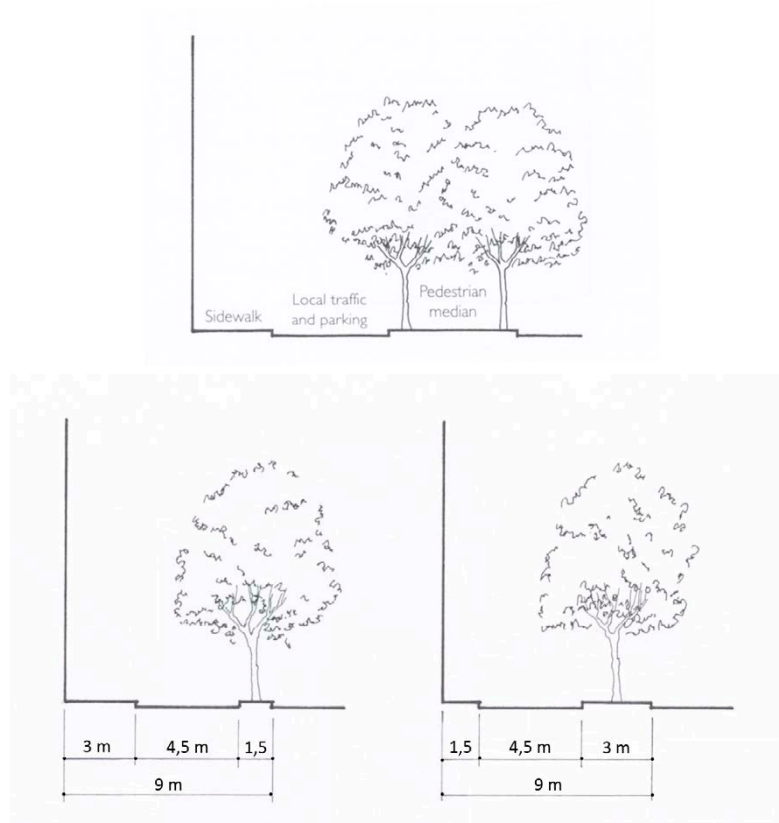 Sidewalk
Local traffic
and parking
Pedestrian
median
3 m
4,5 m
1,5
9 m
1,5
4,5 m
3 m
9 m